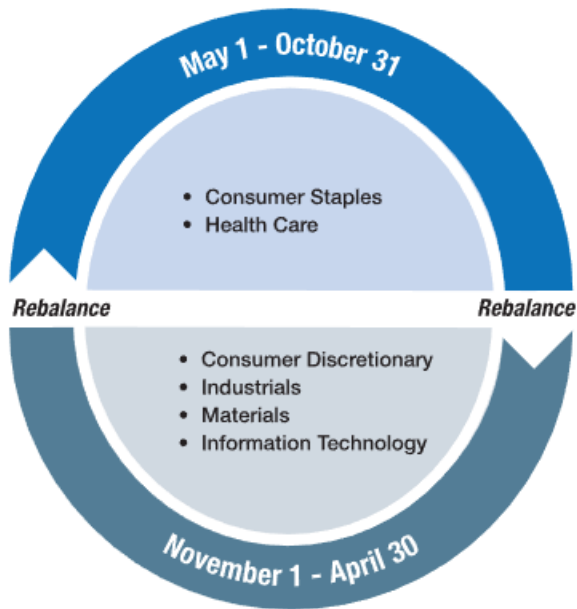 May 1 - October 31
• Consumer Staples
• Health Care
Rebalance
Rebalance
• Consumer Discretionary
• Industrials
• Materials
• Information Technology
November 1 - April 30